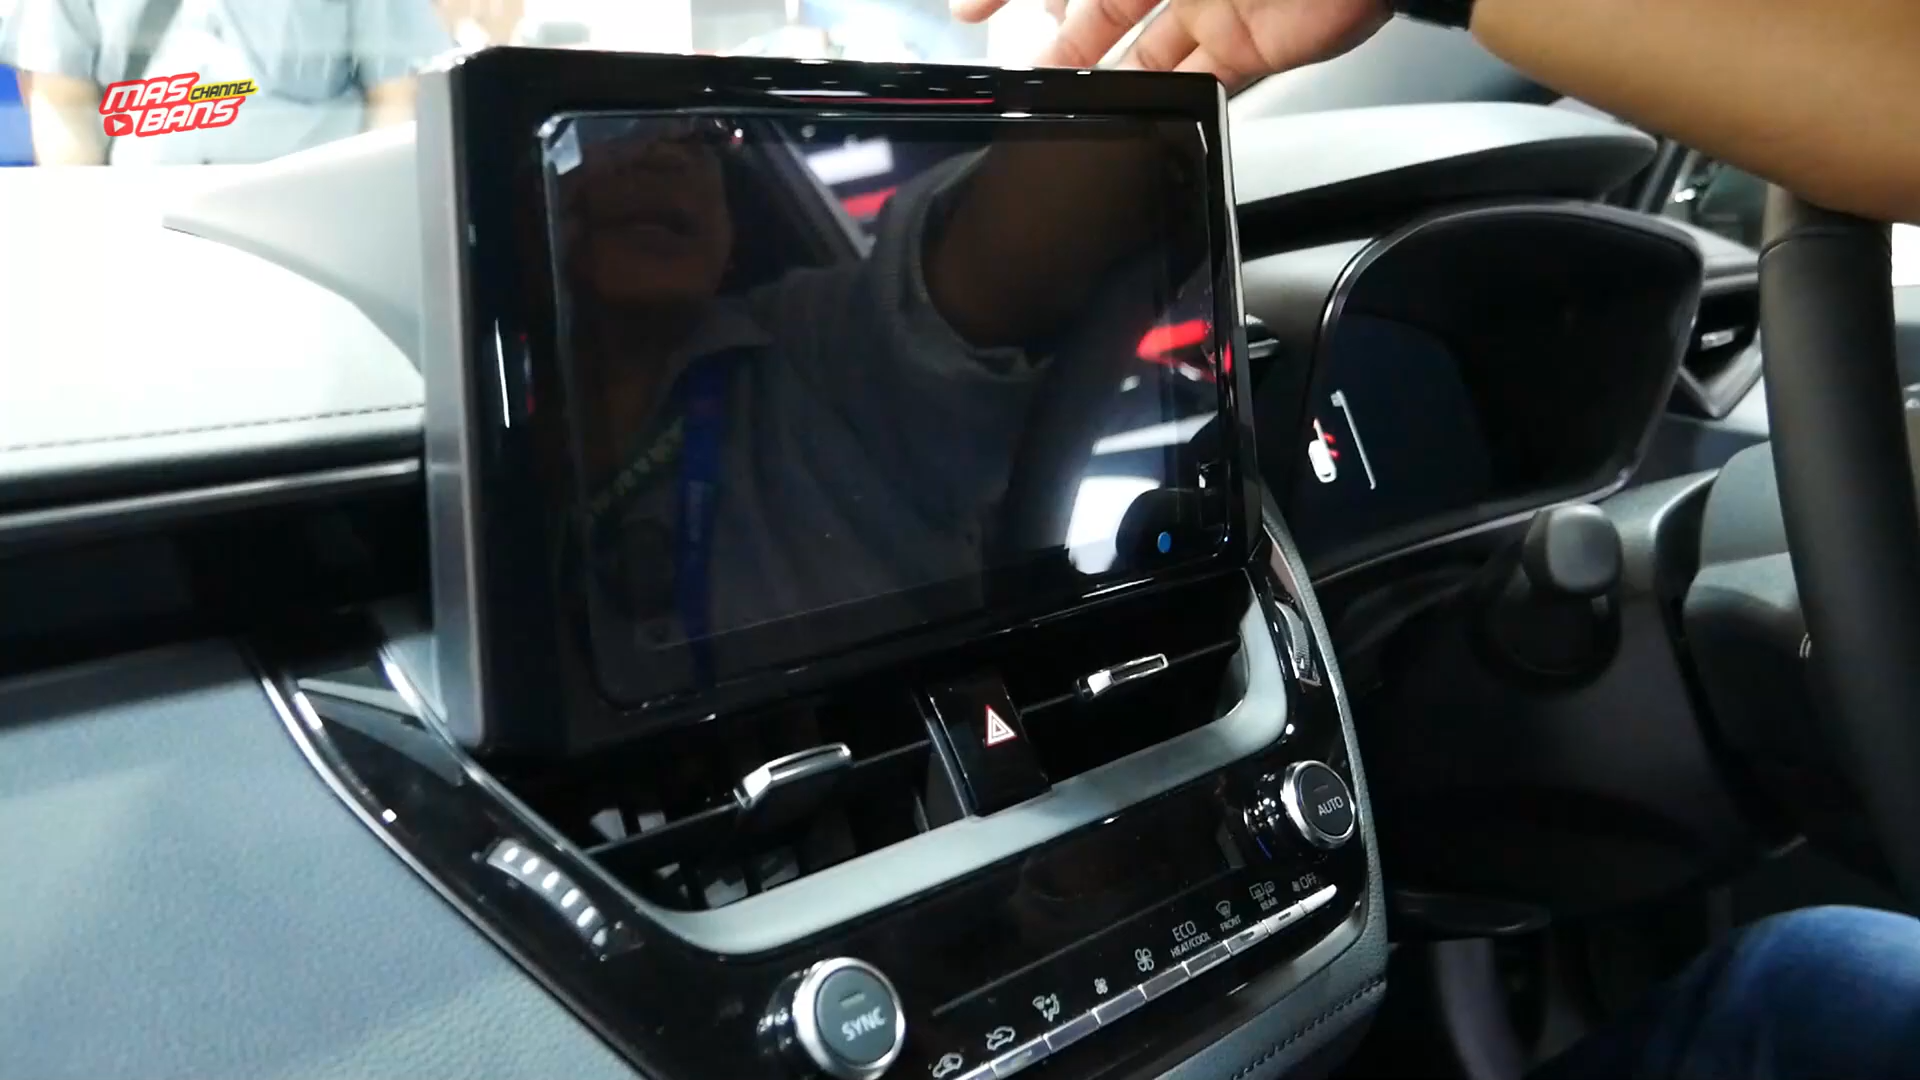 MAS CHANNEL
BANS
AUTO
OFF
REAR
FRONT
ECO
HEAT/COOL
SYNC